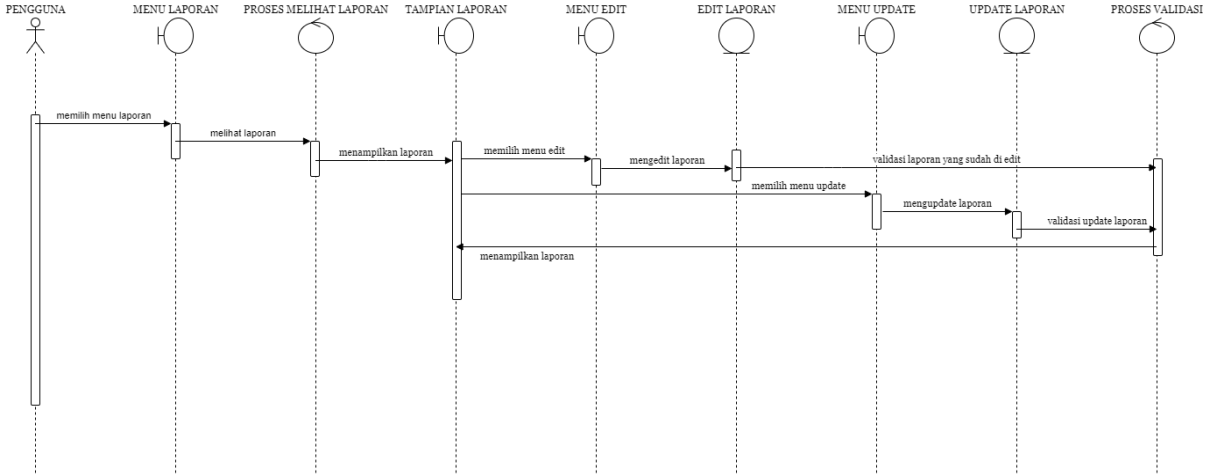 PENGGUNA
MENU LAPORAN
PROSES MELIHAT LAPORAN
TAMPIAN LAPORAN
MENU EDIT
EDIT LAPORAN
MENU UPDATE
UPDATE LAPORAN
PROSES VALIDASI
memilih menu laporan
melihat laporan
menampilkan laporan
memilih menu edit
mengedit laporan
validasi laporan yang sudah di edit
memilih menu update
mengupdate laporan
validasi update laporan
menampilkan laporan